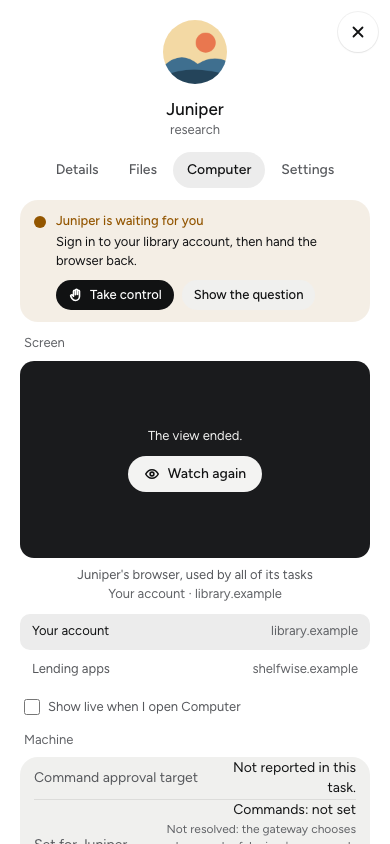 Juniper
research
Details Files Computer Settings
Juniper is waiting for you
Sign in to your library account, then hand the
browser back.
Take control Show the question
Screen
The view ended.
Watch again
Juniper's browser, used by all of its tasks
Your account · library.example
Your account library.example
Lending apps shelfwise.example
Show live when I open Computer
Machine
Command approval target Not reported in this
task.
Commands: not set
Not resolved: the gateway chooses
Set for Juniper